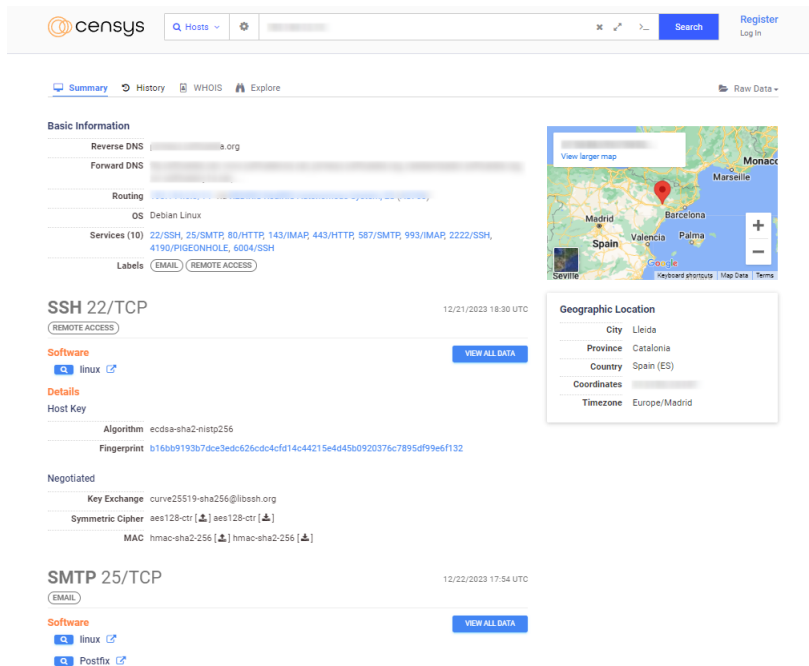 censys
Hosts
Search
Register
Log In
Summary History WHOIS Explore
Raw Data
Basic Information
Reverse DNS a.org
Forward DNS
Routing
OS Debian Linux
Services (10) 22/SSH, 25/SMTP, 80/HTTP, 143/IMAP, 443/HTTP, 587/SMTP, 993/IMAP, 2222/SSH,
4190/PIGEONHOLE, 6004/SSH
Labels EMAIL REMOTE ACCESS
View larger map
Monaco
Marseille
Madrid
Barcelona
Spain
Valencia
Palma
Seville
Google
Keyboard shortcuts Map Data Terms
SSH 22/TCP 12/21/2023 18:30 UTC
REMOTE ACCESS
Software VIEW ALL DATA
linux
Details
Host Key
Algorithm ecdsa-sha2-nistp256
Fingerprint b16bb9193b7dce3edc626cdc4cfd14c44215e4d45b0920376c7895df99e6f132
Negotiated
Key Exchange curve25519-sha256@libssh.org
Symmetric Cipher aes128-ctr [ ] aes128-ctr [ ]
MAC hmac-sha2-256 [ ] hmac-sha2-256 [ ]
Geographic Location
City Lleida
Province Catalonia
Country Spain (ES)
Coordinates
Timezone Europe/Madrid
SMTP 25/TCP 12/22/2023 17:54 UTC
EMAIL
Software VIEW ALL DATA
linux
Postfix